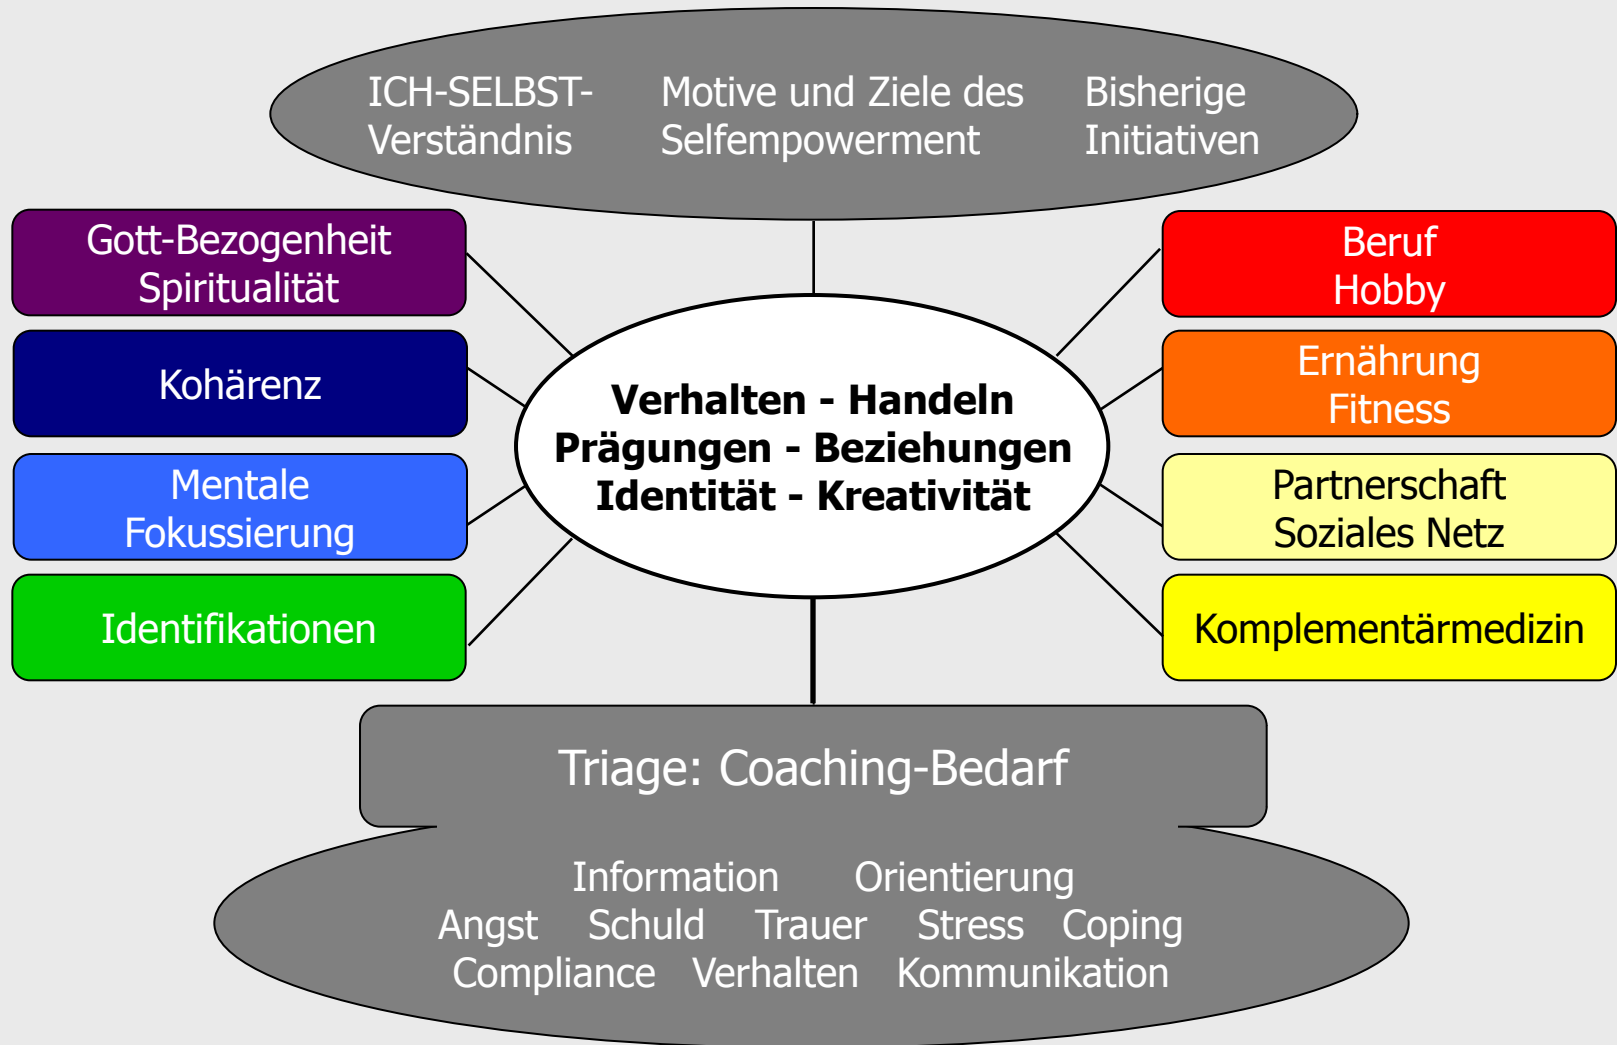 ICH-SELBST-
Verständnis
Motive und Ziele des
Selfempowerment
Bisherige
Initiativen
Gott-Bezogenheit
Spiritualität
Kohärenz
Mentale
Fokussierung
Identifikationen
Verhalten - Handeln
Prägungen - Beziehungen
Identität - Kreativität
Beruf
Hobby
Ernährung
Fitness
Partnerschaft
Soziales Netz
Komplementärmedizin
Triage: Coaching-Bedarf
Information Orientierung
Angst Schuld Trauer Stress Coping
Compliance Verhalten Kommunikation